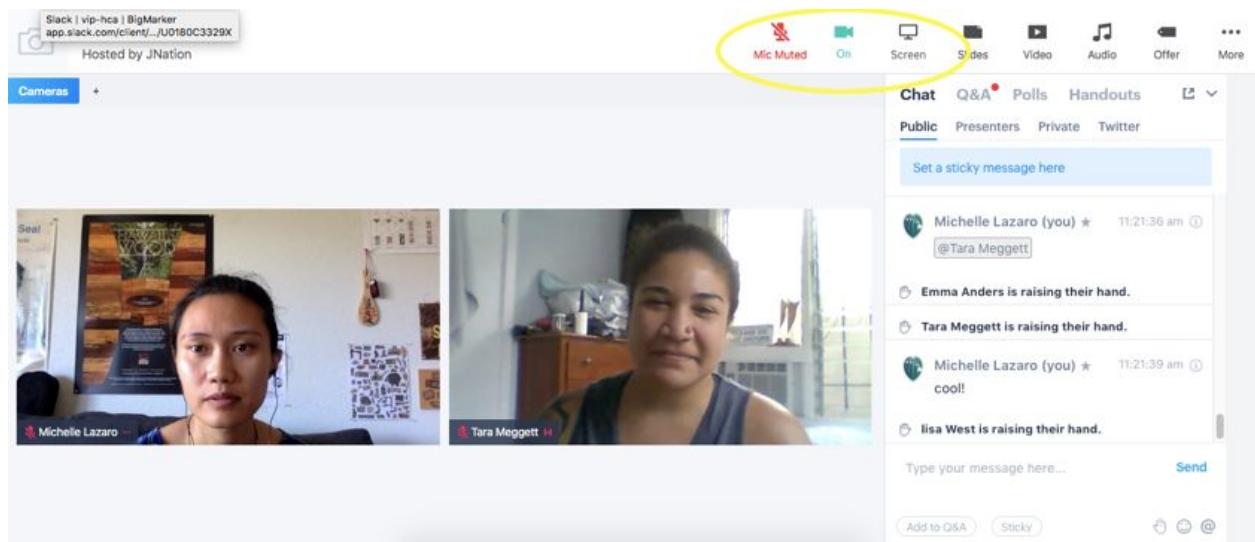 Slack | vip-hca | BigMarker
app.slack.com/client/.../U0180C3329X
Hosted by JNation
Mic Muted
On
Screen
Slides
Video
Audio
Offer
More
Cameras +
Chat Q&A Polls Handouts
Public Presenters Private Twitter
Set a sticky message here
Seal
HAWAI'I
WOOD
Michelle Lazaro
Tara Meggett
Michelle Lazaro (you) ★ 11:21:36 am
@Tara Meggett
Emma Anders is raising their hand.
Tara Meggett is raising their hand.
Michelle Lazaro (you) ★ 11:21:39 am
cool!
lisa West is raising their hand.
Type your message here... Send
Add to Q&A Sticky @